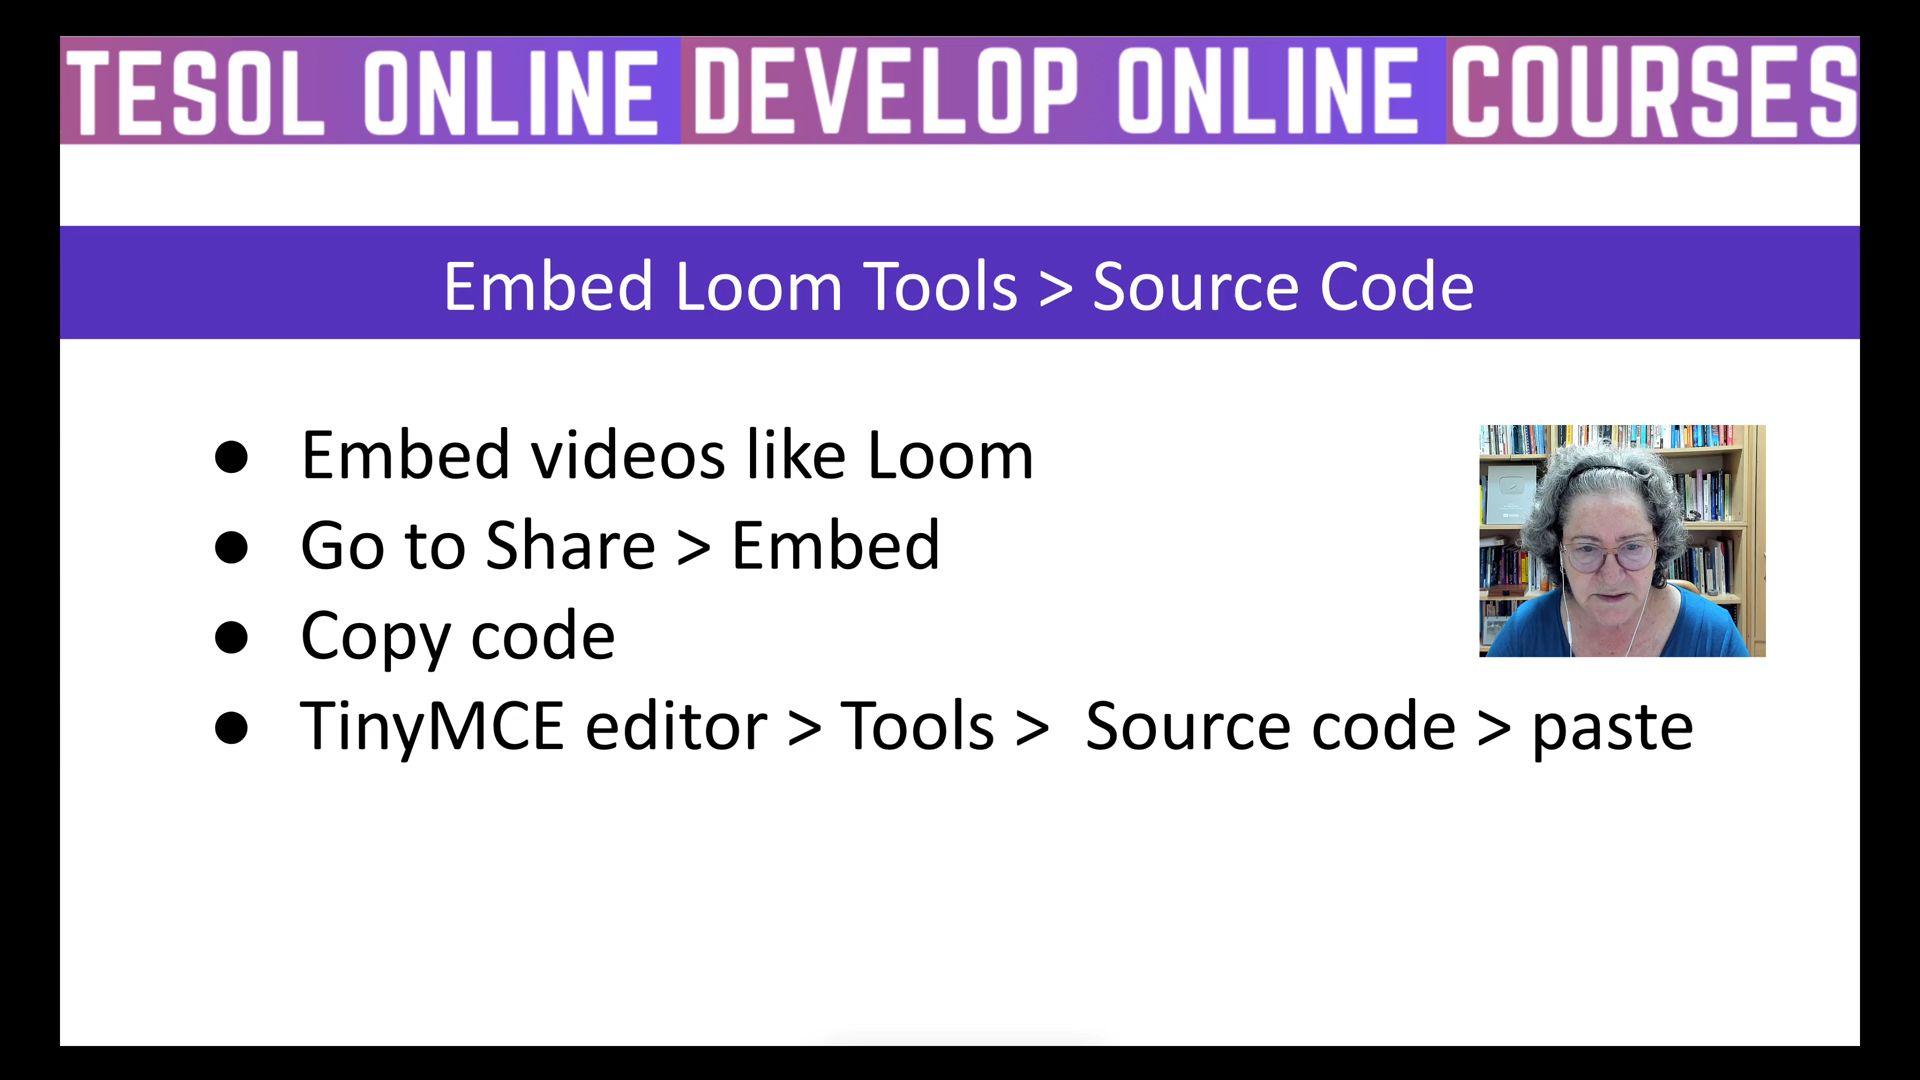 TESOL ONLINE DEVELOP ONLINE COURSES
Embed Loom Tools > Source Code
● Embed videos like Loom
● Go to Share > Embed
● Copy code
● TinyMCE editor > Tools > Source code > paste